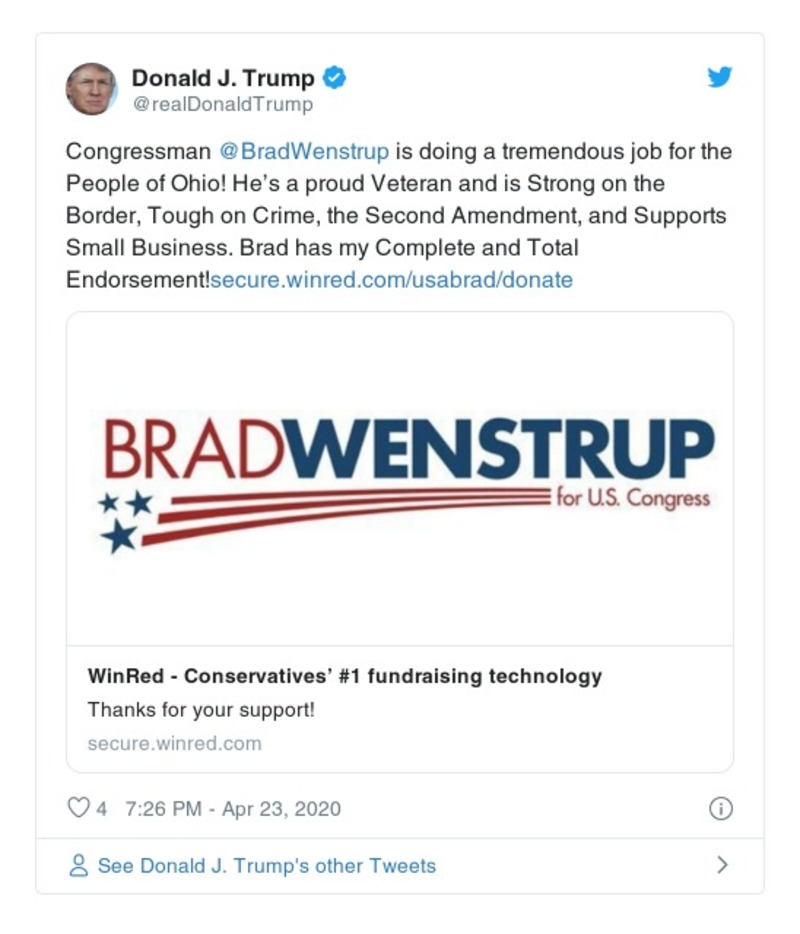 Donald J. Trump
@realDonaldTrump
Congressman @BradWenstrup is doing a tremendous job for the
People of Ohio! He’s a proud Veteran and is Strong on the
Border, Tough on Crime, the Second Amendment, and Supports
Small Business. Brad has my Complete and Total
Endorsement!secure.winred.com/usabrad/donate
BRADWENSTRUP
for U.S. Congress
WinRed - Conservatives’ #1 fundraising technology
Thanks for your support!
secure.winred.com
4 7:26 PM - Apr 23, 2020
See Donald J. Trump's other Tweets